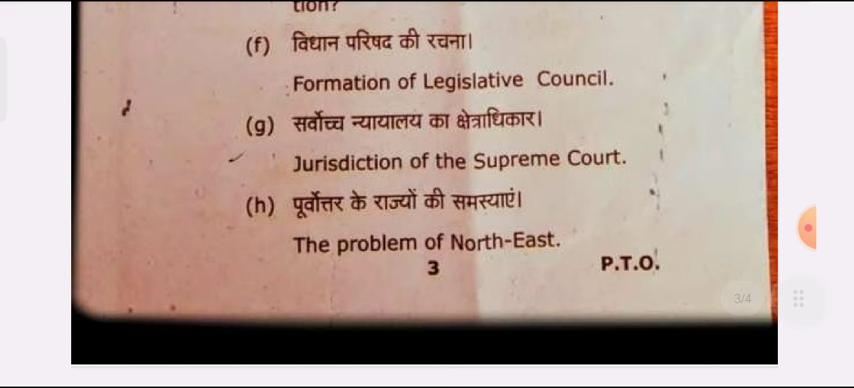 tion?
(f) विधान परिषद की रचना।
Formation of Legislative Council.
(g) सर्वोच्च न्यायालय का क्षेत्राधिकार।
Jurisdiction of the Supreme Court.
(h) पूर्वोत्तर के राज्यों की समस्याएं।
The problem of North-East.
3 P.T.O.
3/4